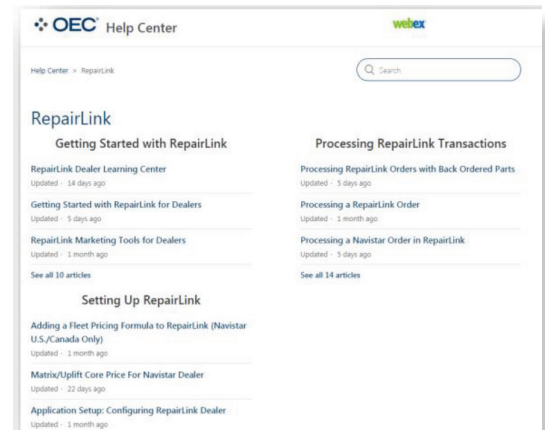 OEC Help Center
webex
Help Center > RepairLink
Search
RepairLink
Getting Started with RepairLink
RepairLink Dealer Learning Center
Updated · 14 days ago
Getting Started with RepairLink for Dealers
Updated · 5 days ago
RepairLink Marketing Tools for Dealers
Updated · 1 month ago
See all 10 articles
Processing RepairLink Transactions
Processing RepairLink Orders with Back Ordered Parts
Updated · 5 days ago
Processing a RepairLink Order
Updated · 1 month ago
Processing a Navistar Order in RepairLink
Updated · 5 days ago
See all 14 articles
Setting Up RepairLink
Adding a Fleet Pricing Formula to RepairLink (Navistar
U.S./Canada Only)
Updated · 1 month ago
Matrix/Uplift Core Price For Navistar Dealer
Updated · 22 days ago
Application Setup: Configuring RepairLink Dealer
Updated · 1 month ago